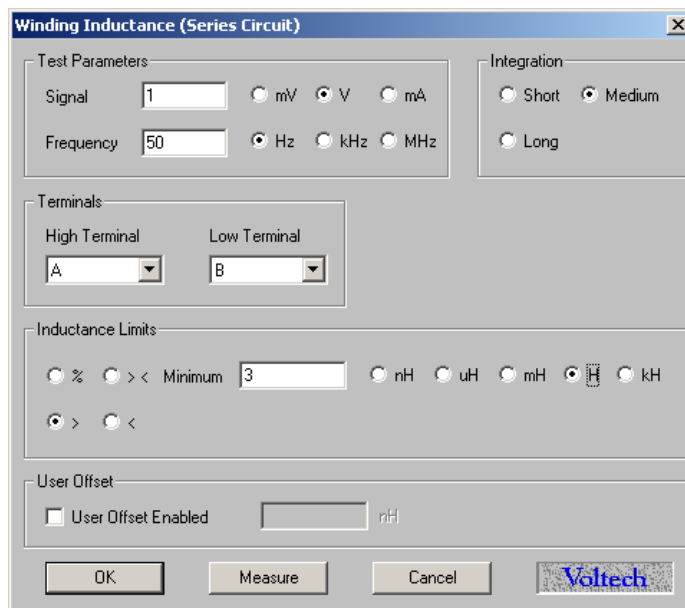 Winding Inductance (Series Circuit)
Test Parameters
Signal 1 mV V mA
Frequency 50 Hz kHz MHz
Integration
Short Medium
Long
Terminals
High Terminal Low Terminal
A B
Inductance Limits
% > < Minimum 3 nH uH mH H kH
> <
User Offset
User Offset Enabled nH
OK Measure Cancel Voltech